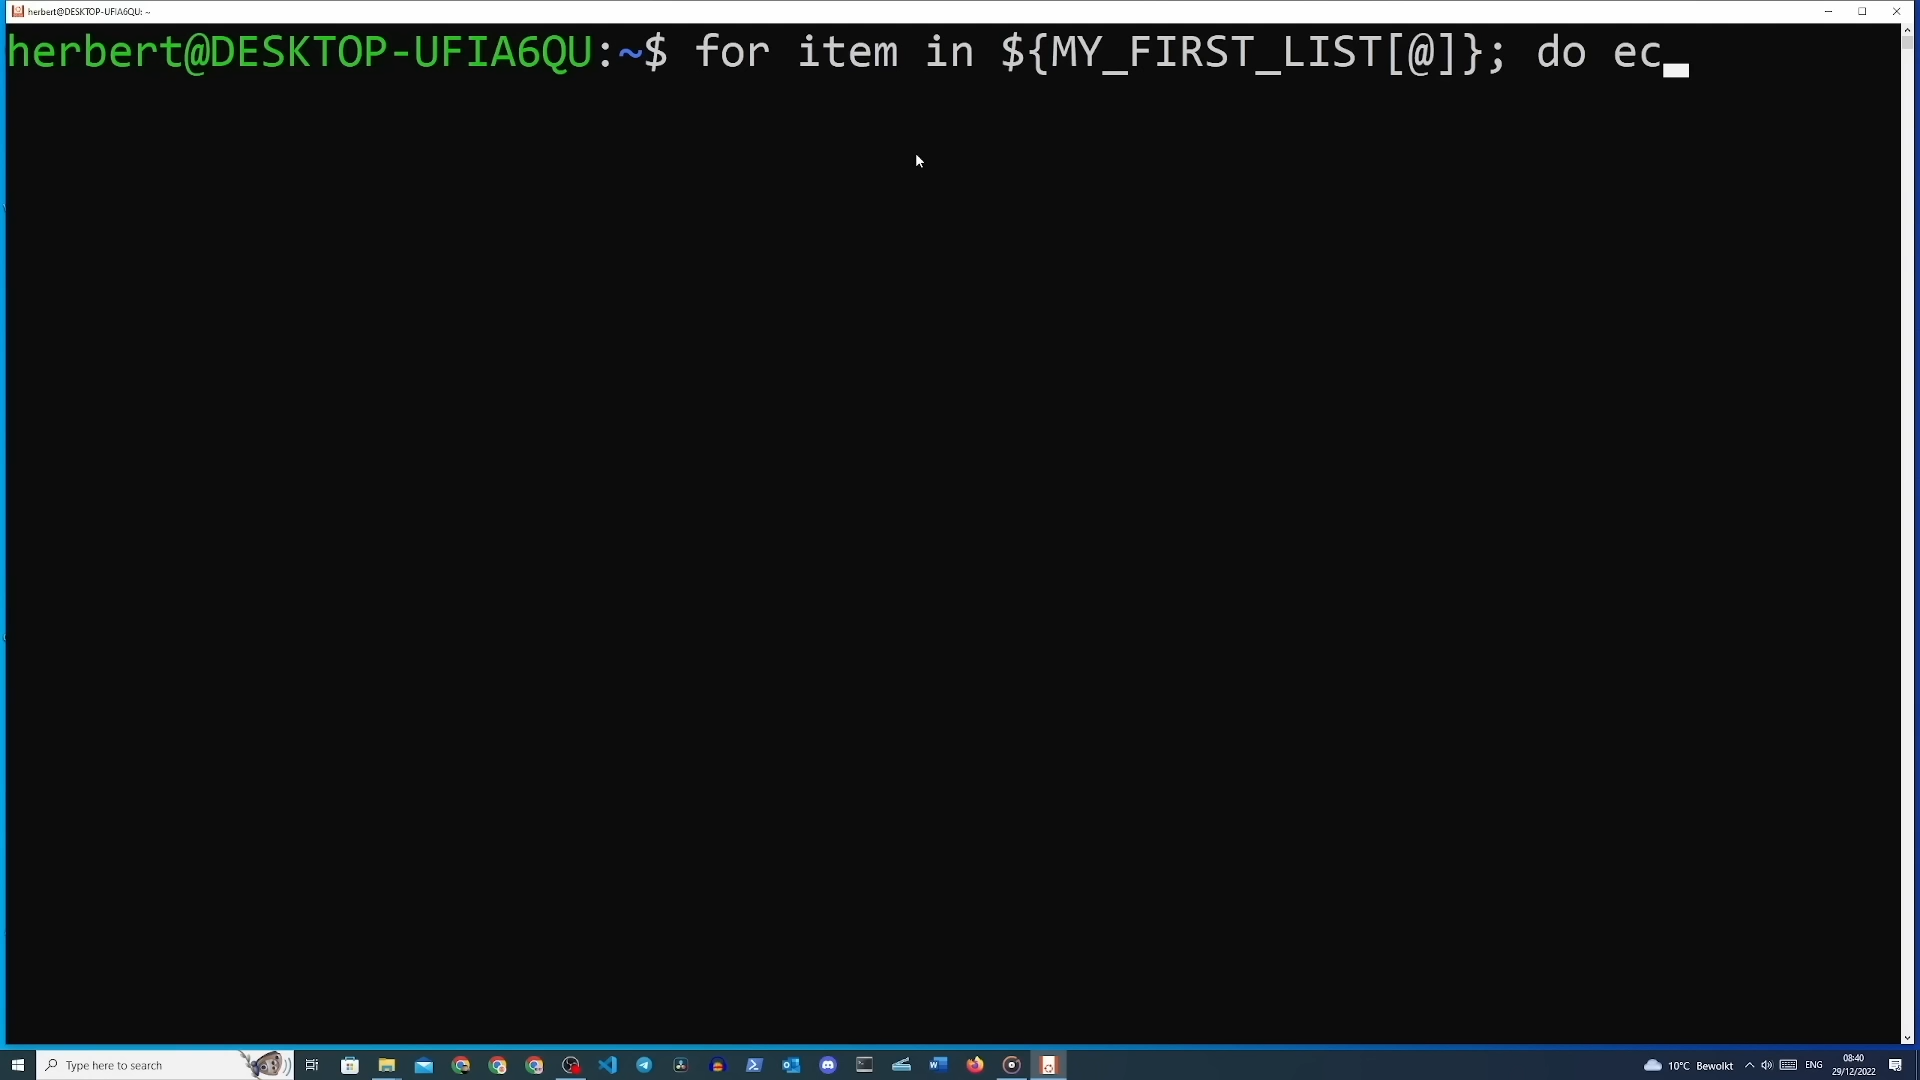 herbert@DESKTOP-UFIA6QU: ~
herbert@DESKTOP-UFIA6QU:~$ for item in ${MY_FIRST_LIST[@]}; do ec
Type here to search
10°C Bewolkt
ENG
08:40
29/12/2022